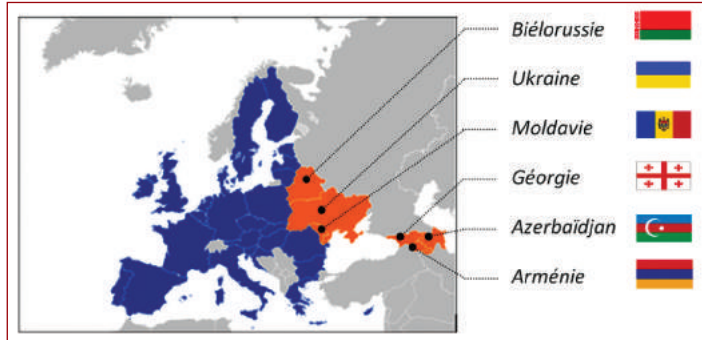 Biélorussie
Ukraine
Moldavie
Géorgie
Azerbaïdjan
Arménie